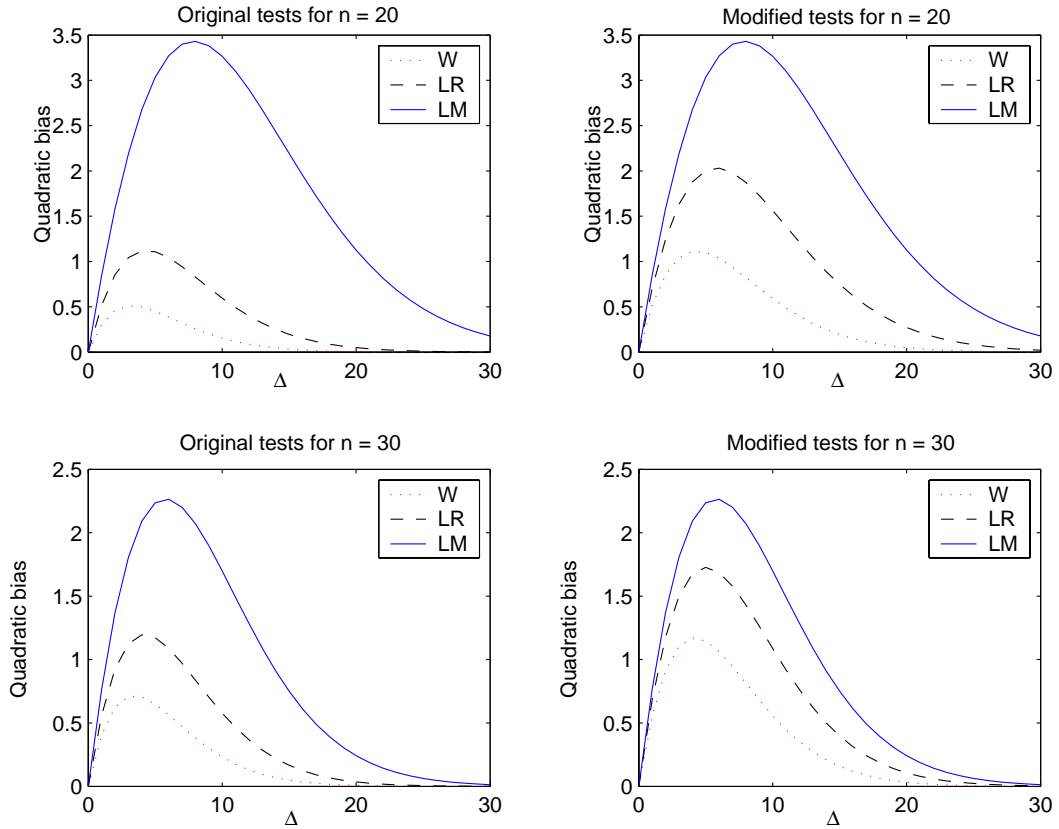 Original tests for n = 20
Quadratic bias
3.5
3
2.5
2
1.5
1
0.5
0
0
10
20
30
Δ
W
LR
LM
Modified tests for n = 20
Quadratic bias
3.5
3
2.5
2
1.5
1
0.5
0
0
10
20
30
Δ
W
LR
LM
Original tests for n = 30
Quadratic bias
2.5
2
1.5
1
0.5
0
0
10
20
30
Δ
W
LR
LM
Modified tests for n = 30
Quadratic bias
2.5
2
1.5
1
0.5
0
0
10
20
30
Δ
W
LR
LM